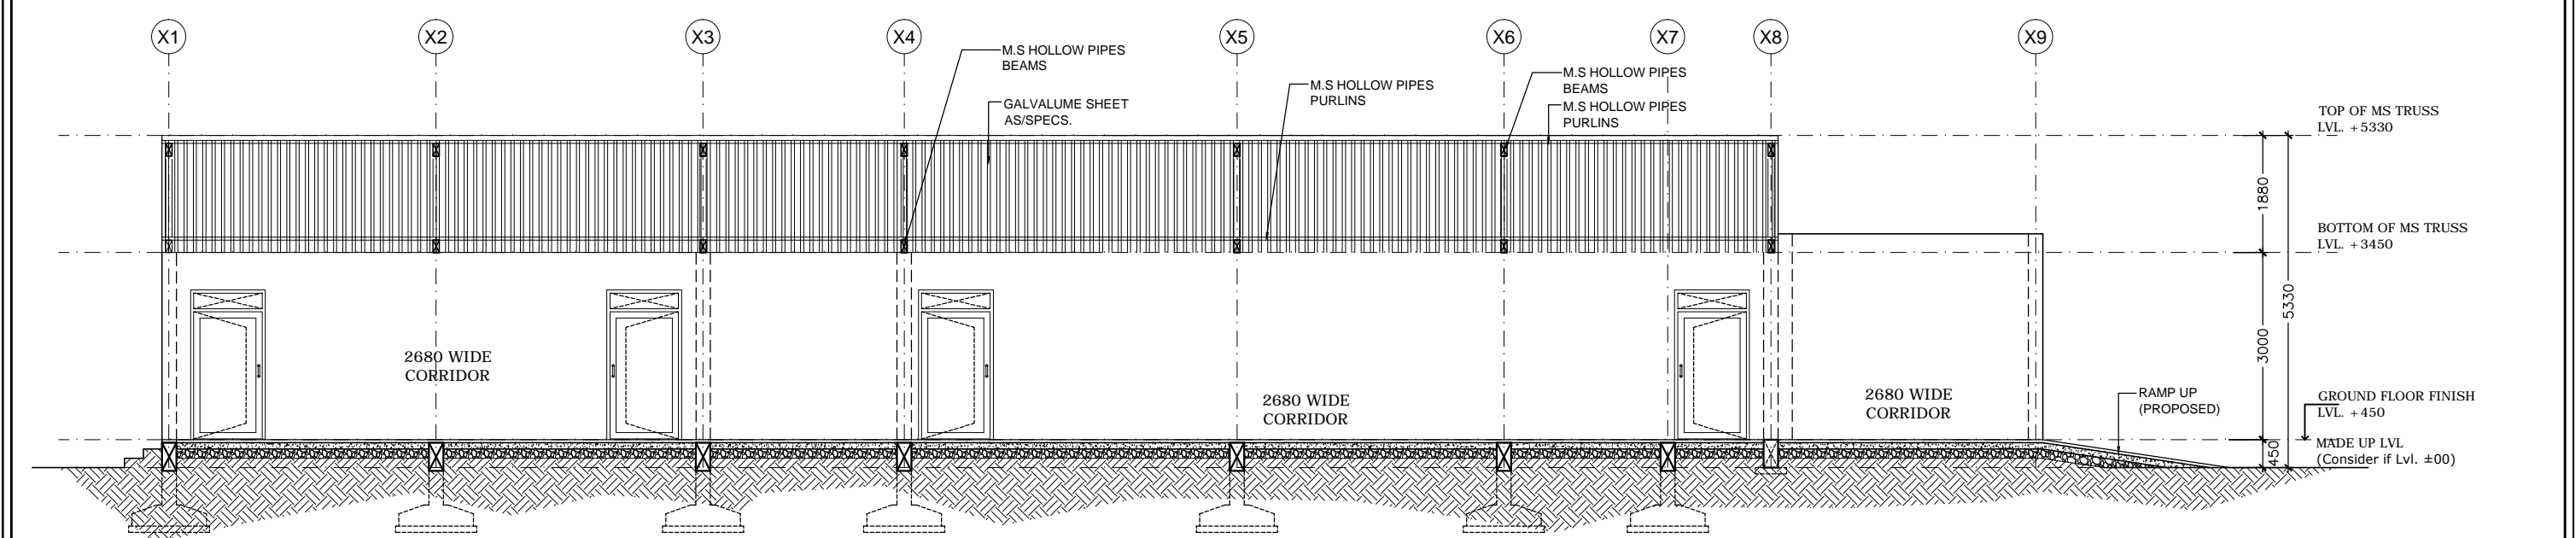 X1
X2
X3
X4
X5
X6
X7
X8
X9
M.S HOLLOW PIPES
BEAMS
GALVALUME SHEET
AS/SPECS.
M.S HOLLOW PIPES
PURLINS
M.S HOLLOW PIPES
BEAMS
M.S HOLLOW PIPES
PURLINS
TOP OF MS TRUSS
LVL. +5330
1880
BOTTOM OF MS TRUSS
LVL. +3450
5330
3000
2680 WIDE
CORRIDOR
2680 WIDE
CORRIDOR
2680 WIDE
CORRIDOR
RAMP UP
(PROPOSED)
GROUND FLOOR FINISH
LVL. +450
450
MADE UP LVL
(Consider if Lvl. ±00)